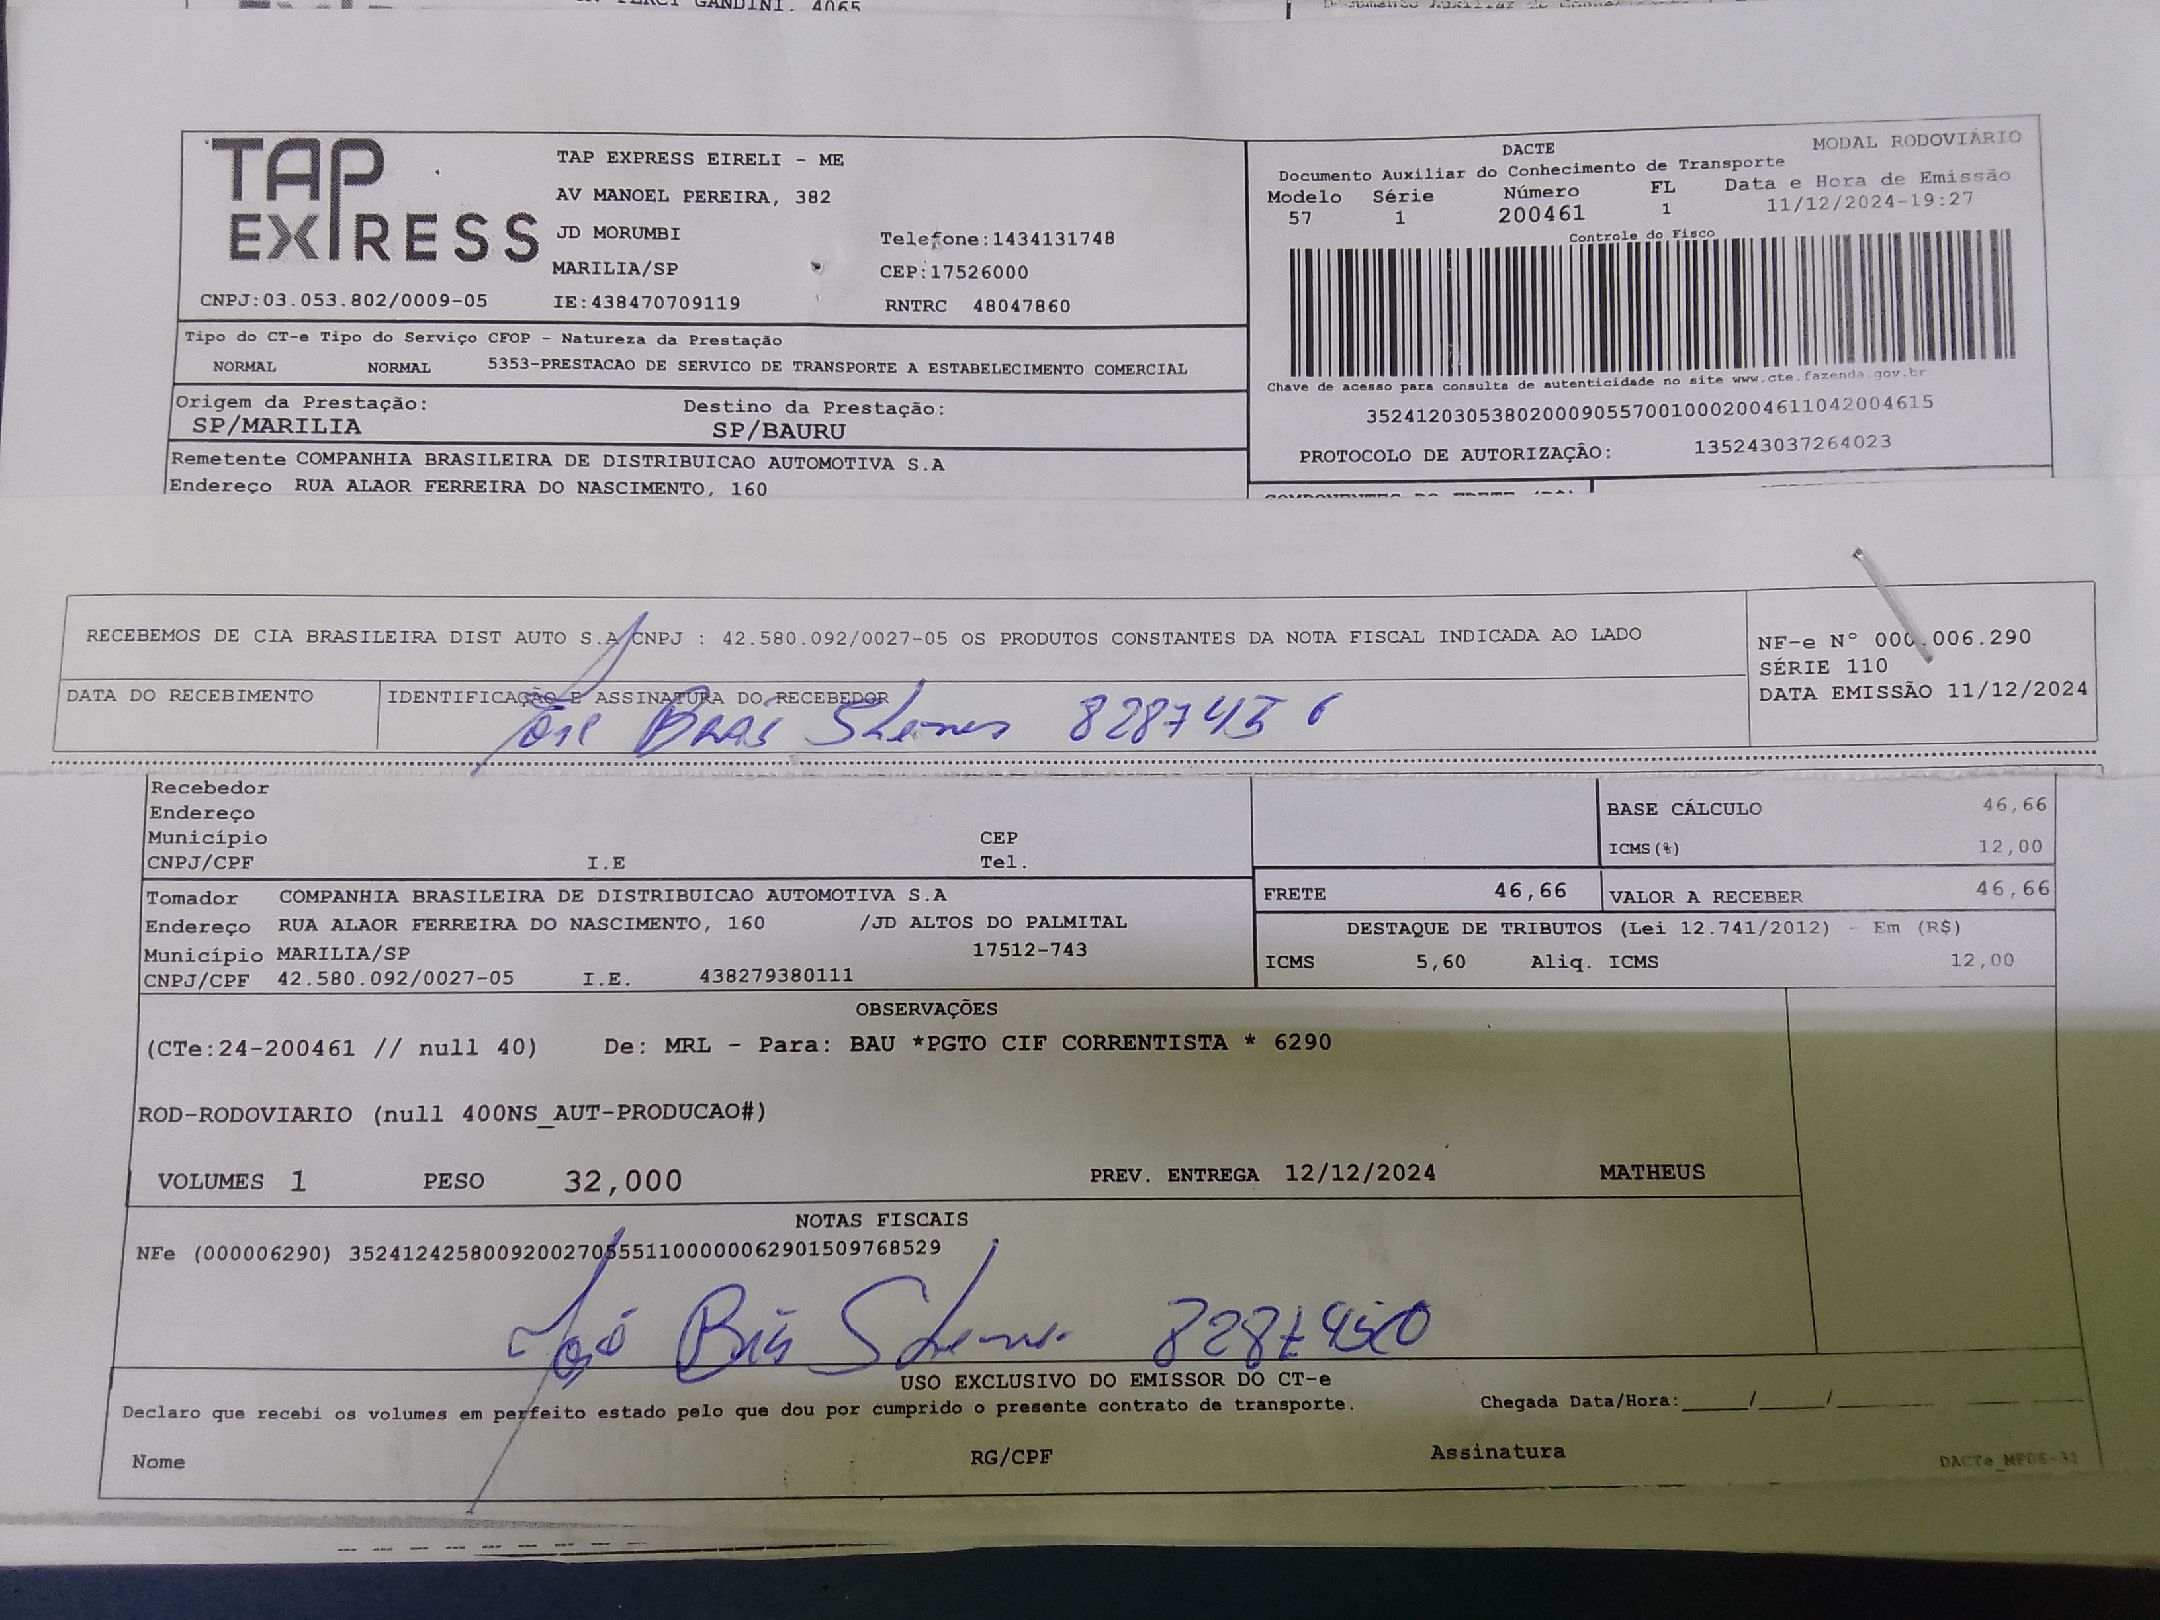 GANDINI, 4065
TAP EXPRESS
TAP EXPRESS EIRELI - ME
AV MANOEL PEREIRA, 382
JD MORUMBI
Telefone:1434131748
MARILIA/SP
CEP:17526000
CNPJ:03.053.802/0009-05 IE:438470709119 RNTRC 48047860
DACTE MODAL RODOVIÁRIO
Documento Auxiliar do Conhecimento de Transporte
Modelo Série Número FL Data e Hora de Emissão
57 1 200461 1 11/12/2024-19:27
Controle do Fisco
Chave de acesso para consulta de autenticidade no site www.cte.fazenda.gov.br
35241203053802000905570010002004611042004615
PROTOCOLO DE AUTORIZAÇÂO: 135243037264023
Tipo do CT-e Tipo do Serviço CFOP - Natureza da Prestação
NORMAL NORMAL 5353-PRESTACAO DE SERVICO DE TRANSPORTE A ESTABELECIMENTO COMERCIAL
Origem da Prestação: Destino da Prestação:
SP/MARILIA SP/BAURU
Remetente COMPANHIA BRASILEIRA DE DISTRIBUICAO AUTOMOTIVA S.A
Endereço RUA ALAOR FERREIRA DO NASCIMENTO, 160
RECEBEMOS DE CIA BRASILEIRA DIST AUTO S.A CNPJ : 42.580.092/0027-05 OS PRODUTOS CONSTANTES DA NOTA FISCAL INDICADA AO LADO
NF-e Nº 000.006.290
SÉRIE 110
DATA EMISSÃO 11/12/2024
DATA DO RECEBIMENTO IDENTIFICAÇÃO E ASSINATURA DO RECEBEDOR
José Brás 8287456
Recebedor
Endereço
Município CEP
CNPJ/CPF I.E Tel.
BASE CÁLCULO 46,66
ICMS(%) 12,00
FRETE 46,66 VALOR A RECEBER 46,66
Tomador COMPANHIA BRASILEIRA DE DISTRIBUICAO AUTOMOTIVA S.A
Endereço RUA ALAOR FERREIRA DO NASCIMENTO, 160 /JD ALTOS DO PALMITAL
Município MARILIA/SP 17512-743
CNPJ/CPF 42.580.092/0027-05 I.E. 438279380111
DESTAQUE DE TRIBUTOS (Lei 12.741/2012) - Em (R$)
ICMS 5,60 Aliq. ICMS 12,00
OBSERVAÇÕES
(CTe:24-200461 // null 40) De: MRL - Para: BAU *PGTO CIF CORRENTISTA * 6290
ROD-RODOVIARIO (null 400NS_AUT-PRODUCAO#)
VOLUMES 1 PESO 32,000 PREV. ENTREGA 12/12/2024 MATHEUS
NOTAS FISCAIS
NFe (000006290) 35241242580092002705551100000062901509768529
José Brás
USO EXCLUSIVO DO EMISSOR DO CT-e
Declaro que recebi os volumes em perfeito estado pelo que dou por cumprido o presente contrato de transporte. Chegada Data/Hora:_____/_____/_____
Nome RG/CPF Assinatura